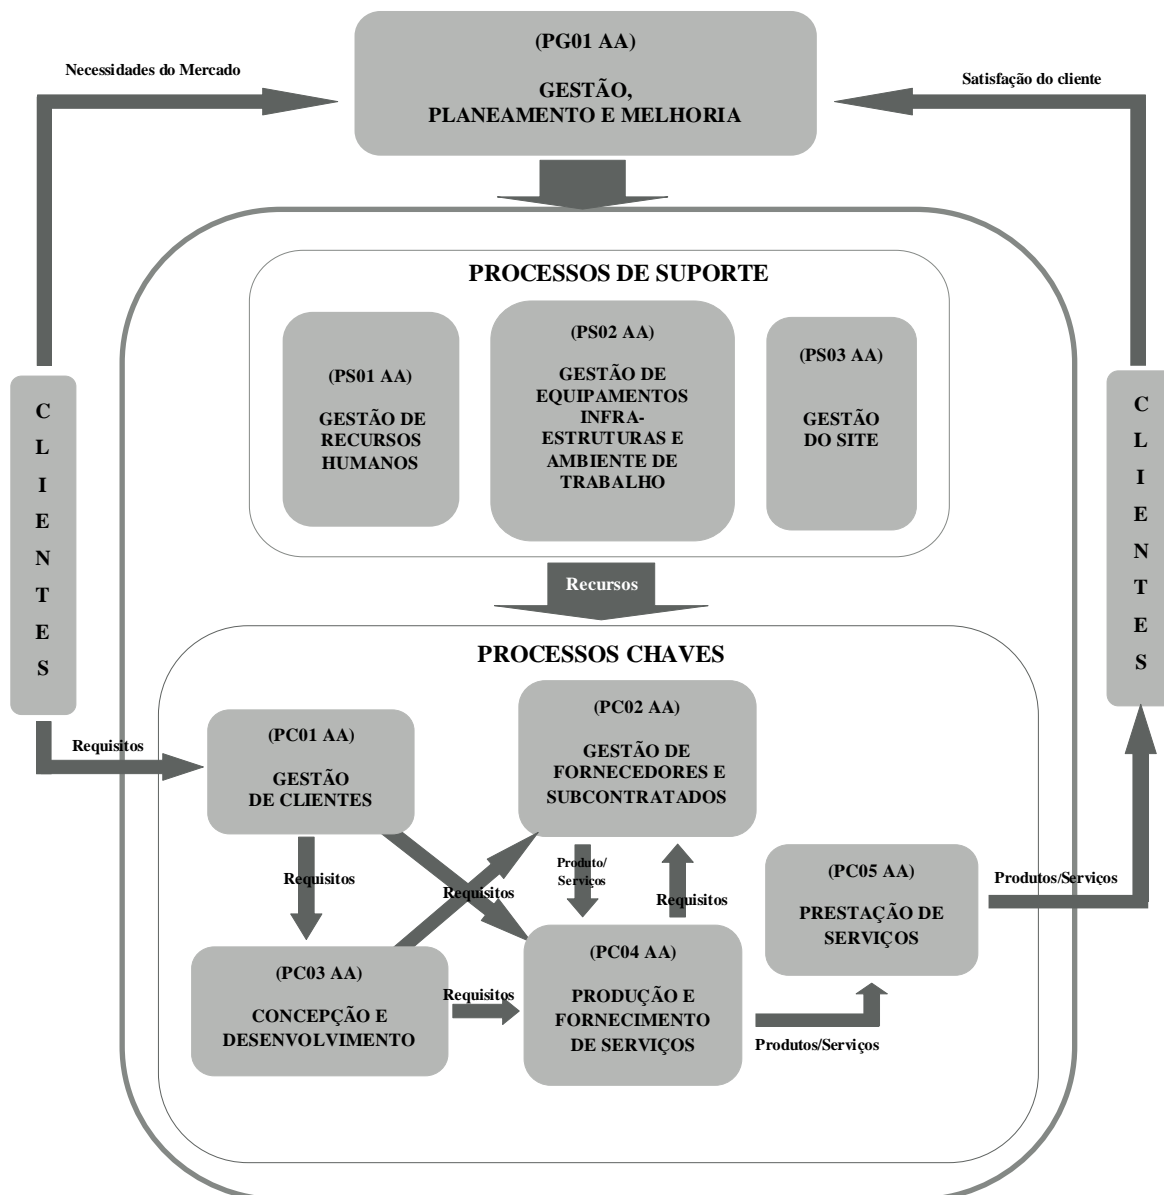 (PG01 AA)
GESTÃO,
PLANEAMENTO E MELHORIA
Necessidades do Mercado
Satisfação do cliente
PROCESSOS DE SUPORTE
(PS01 AA)
GESTÃO DE
RECURSOS
HUMANOS
(PS02 AA)
GESTÃO DE
EQUIPAMENTOS
INFRA-
ESTRUTURAS E
AMBIENTE DE
TRABALHO
(PS03 AA)
GESTÃO
DO SITE
C
L
I
E
N
T
E
S
C
L
I
E
N
T
E
S
Recursos
PROCESSOS CHAVES
Requisitos
(PC01 AA)
GESTÃO
DE CLIENTES
(PC02 AA)
GESTÃO DE
FORNECEDORES E
SUBCONTRATADOS
Requisitos
Requisitos
Produto/
Serviços
Requisitos
(PC05 AA)
PRESTAÇÃO DE
SERVIÇOS
Produtos/Serviços
(PC03 AA)
CONCEPÇÃO E
DESENVOLVIMENTO
Requisitos
(PC04 AA)
PRODUÇÃO E
FORNECIMENTO
DE SERVIÇOS
Produtos/Serviços